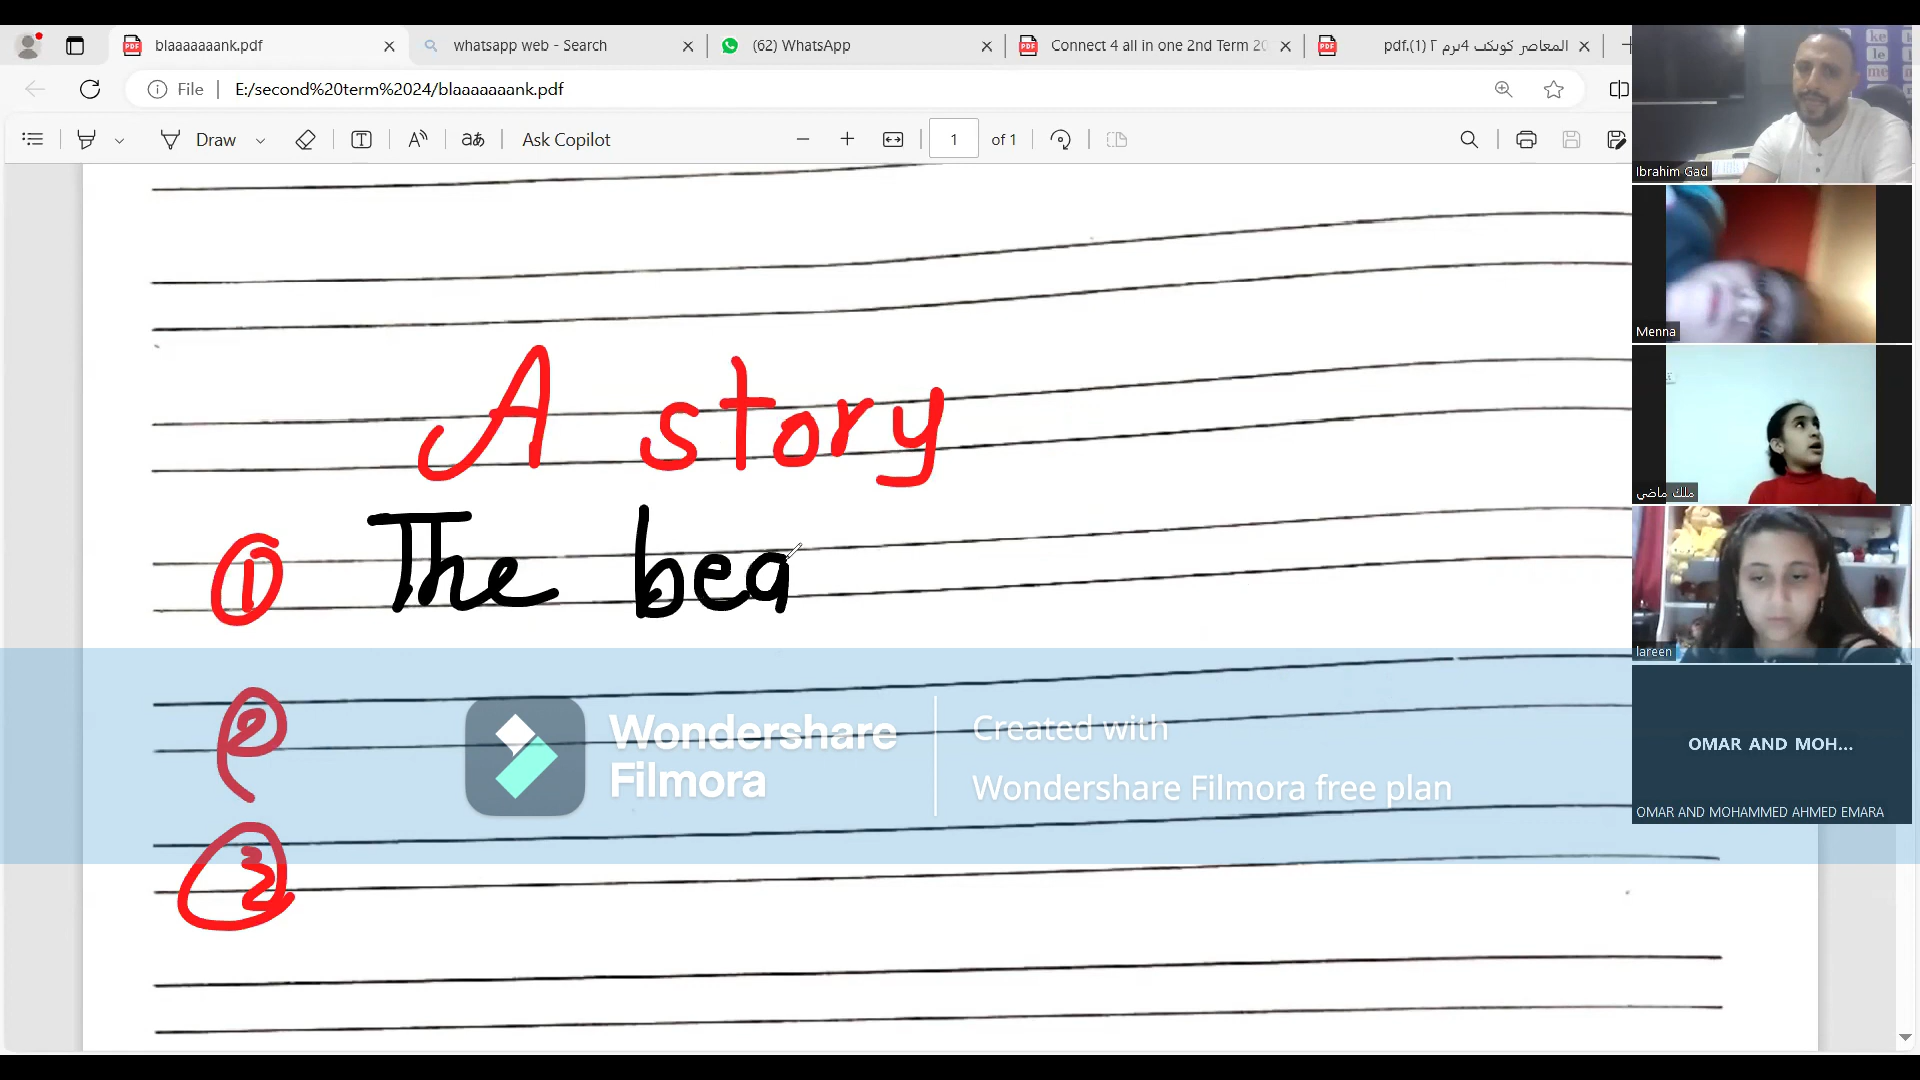 blaaaaaaank.pdf
whatsapp web - Search
(62) WhatsApp
Connect 4 all in one 2nd Term 20
المعاصر كونكت 4برم ٢ (1).pdf
File
E:/second%20term%2024/blaaaaaaank.pdf
Draw
Ask Copilot
1 of 1
A story
① The bea
②
③
Wondershare Filmora
Created with
Wondershare Filmora free plan
Ibrahim Gad
Menna
ملك ماضي
lareen
OMAR AND MOH...
OMAR AND MOHAMMED AHMED EMARA